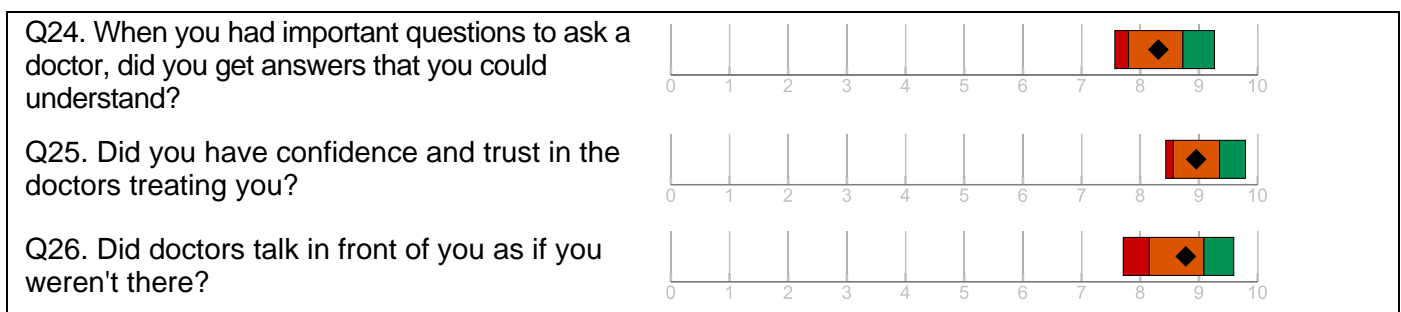 Q24. When you had important questions to ask a
doctor, did you get answers that you could
understand?
0 1 2 3 4 5 6 7 8 9 10
Q25. Did you have confidence and trust in the
doctors treating you?
0 1 2 3 4 5 6 7 8 9 10
Q26. Did doctors talk in front of you as if you
weren't there?
0 1 2 3 4 5 6 7 8 9 10